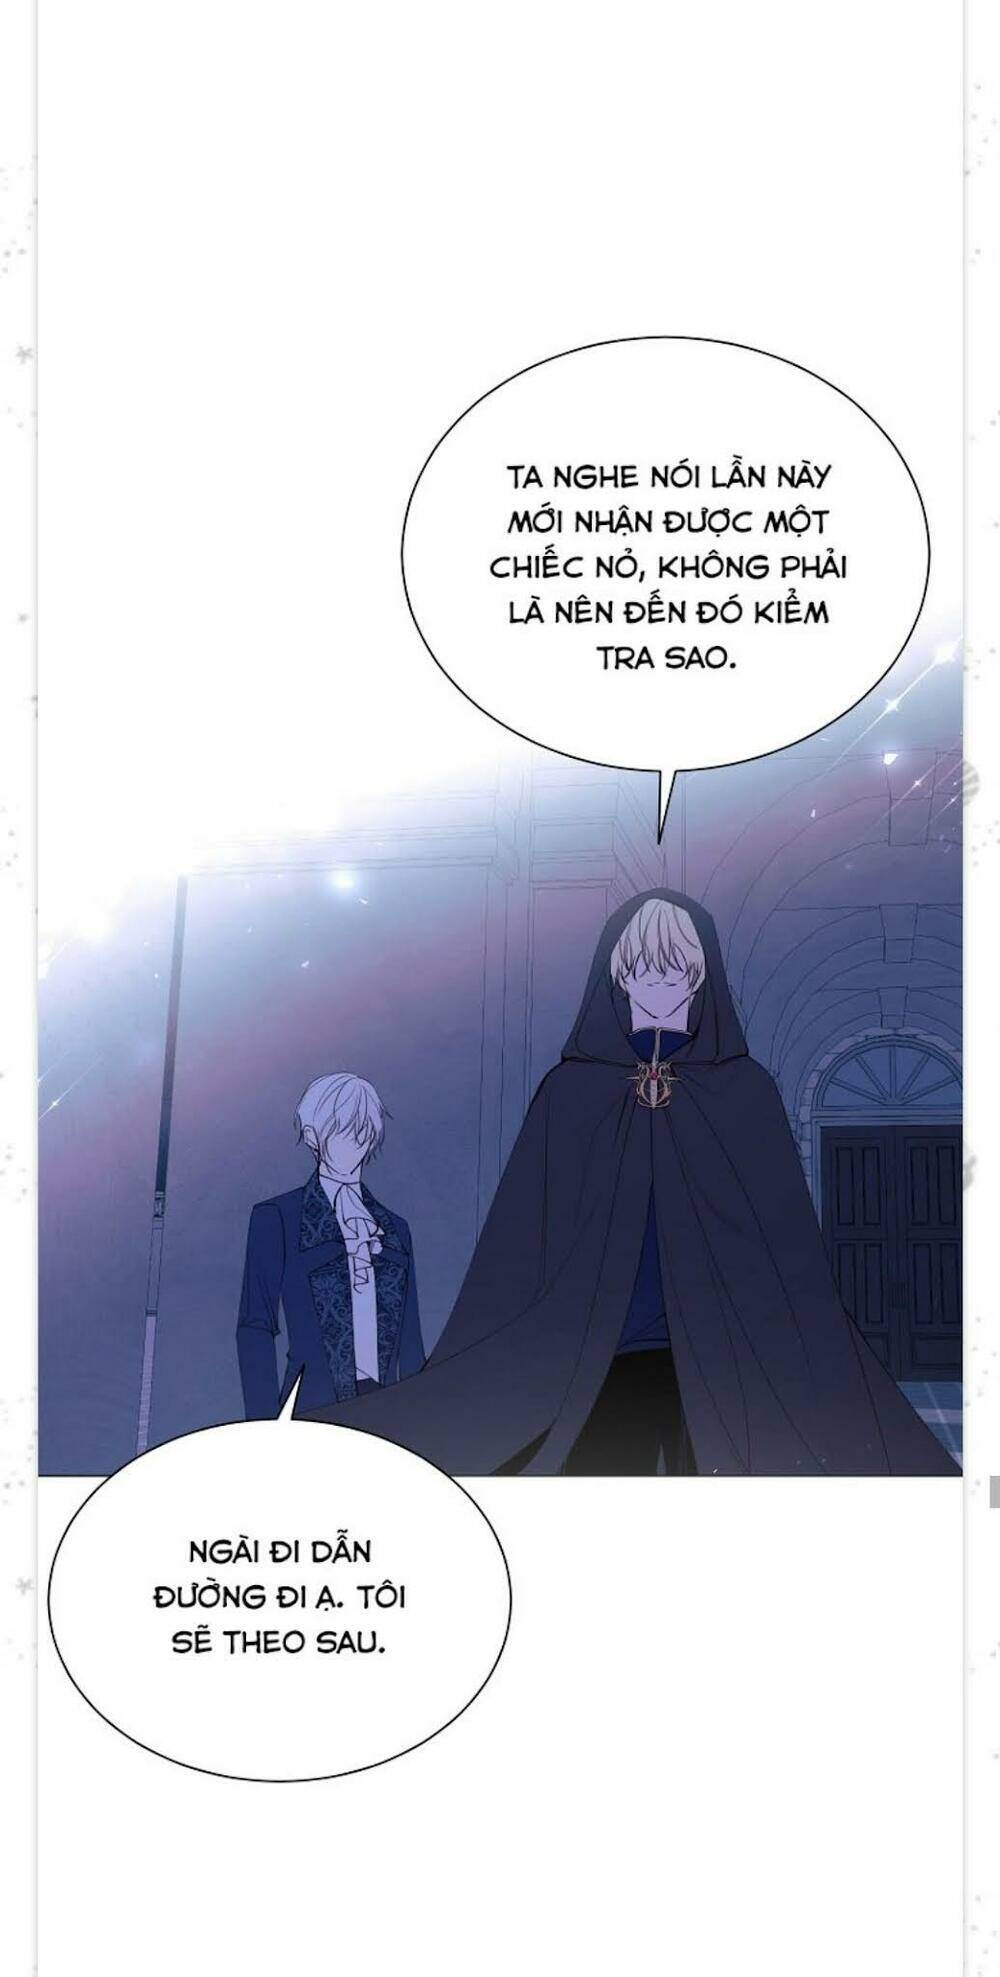 TA NGHE NÓI LẦN NÀY
MỚI NHẬN ĐƯỢC MỘT
CHIẾC NỎ, KHÔNG PHẢI
LÀ NÊN ĐẾN ĐÓ KIỂM
TRA SAO.
NGÀI ĐI DẪN
ĐƯỜNG ĐI Ạ. TÔI
SẼ THEO SAU.